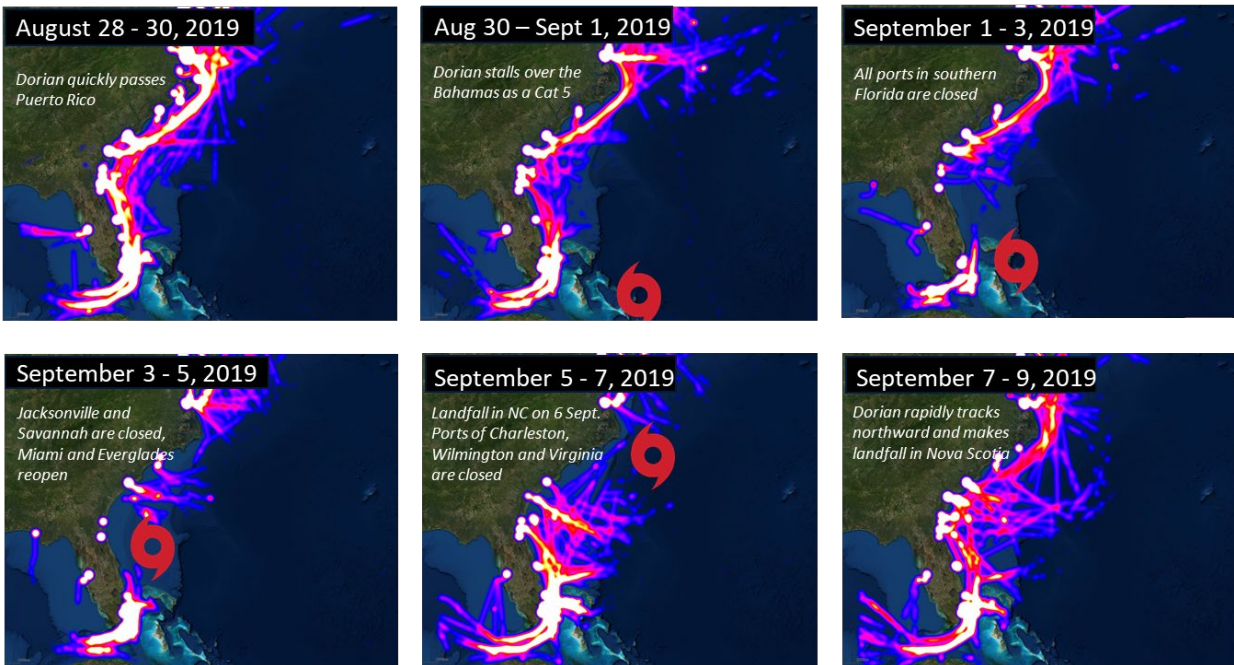 August 28 - 30, 2019
Dorian quickly passes
Puerto Rico
Aug 30 – Sept 1, 2019
Dorian stalls over the
Bahamas as a Cat 5
September 1 - 3, 2019
All ports in southern
Florida are closed
September 3 - 5, 2019
Jacksonville and
Savannah are closed,
Miami and Everglades
reopen
September 5 - 7, 2019
Landfall in NC on 6 Sept.
Ports of Charleston,
Wilmington and Virginia
are closed
September 7 - 9, 2019
Dorian rapidly tracks
northward and makes
landfall in Nova Scotia